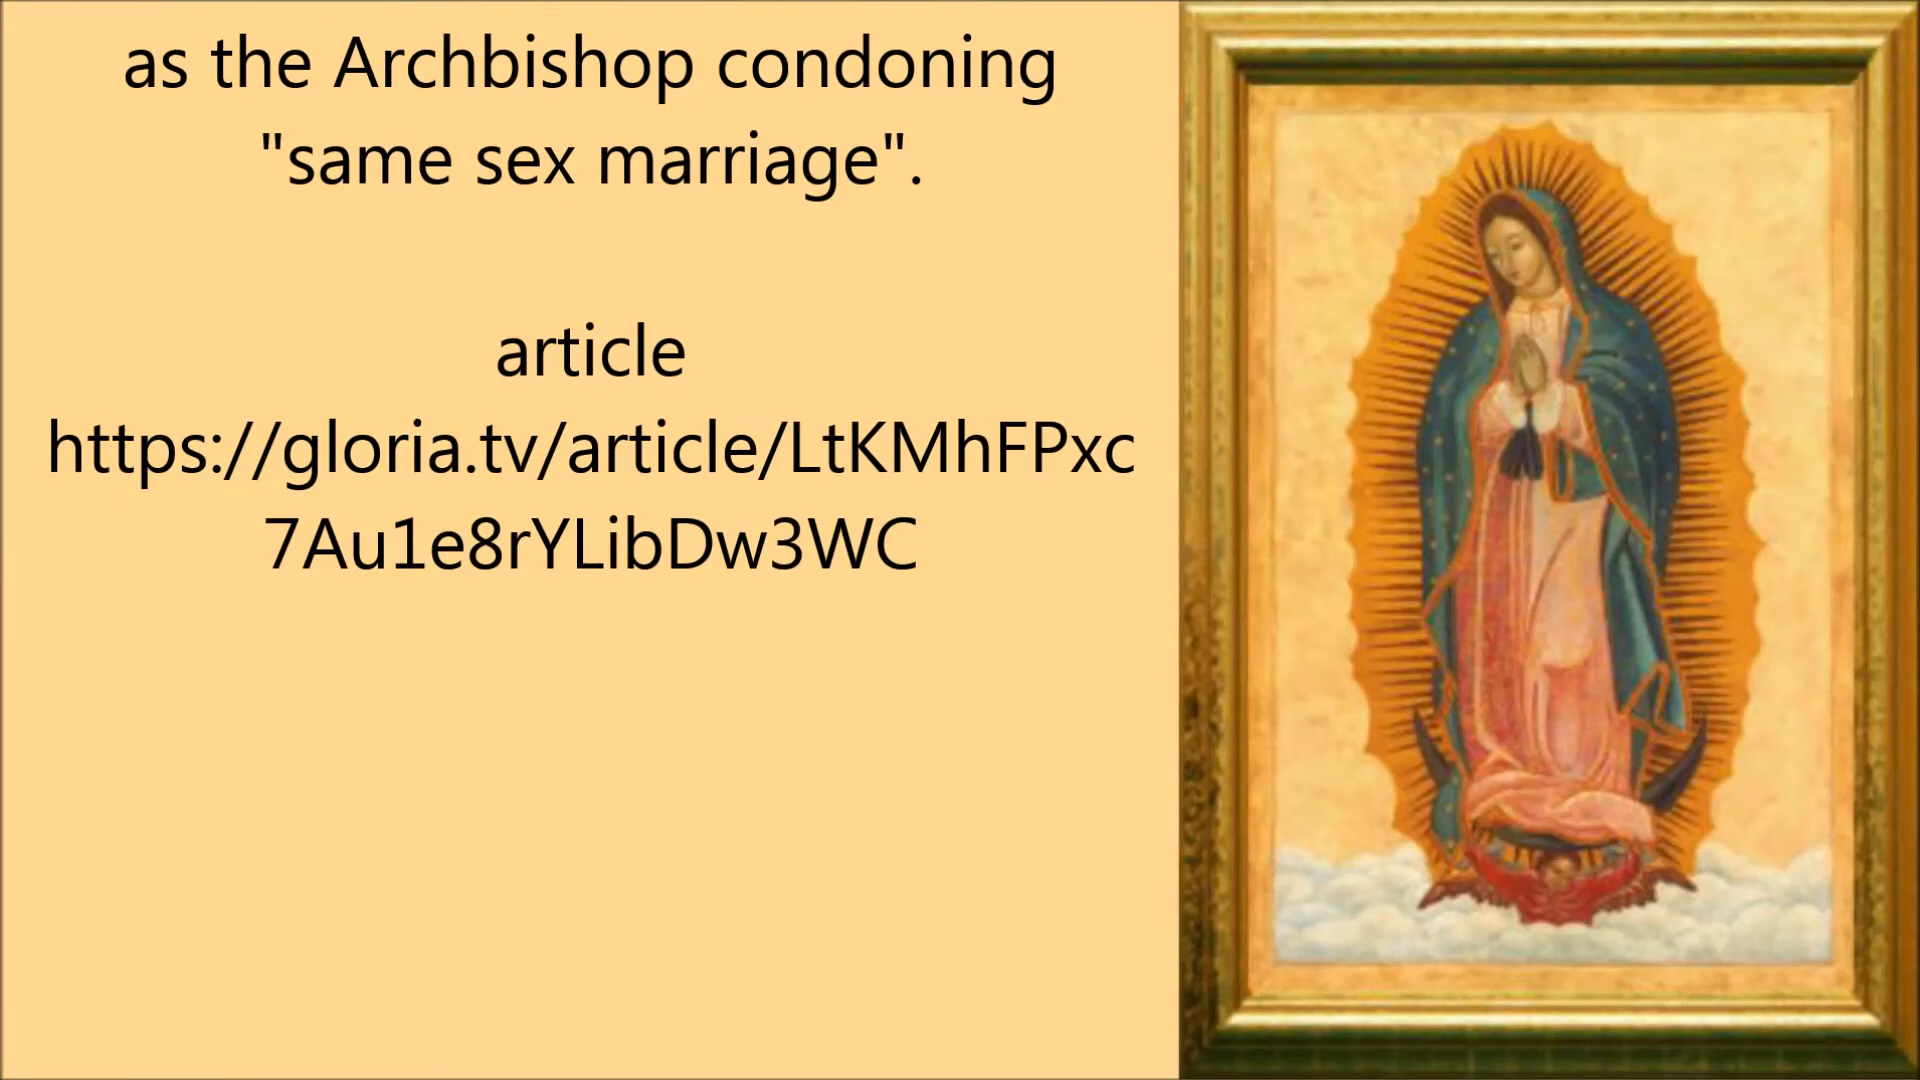 as the Archbishop condoning
"same sex marriage".
article
https://gloria.tv/article/LtKMhFPxc
7Au1e8rYLibDw3WC